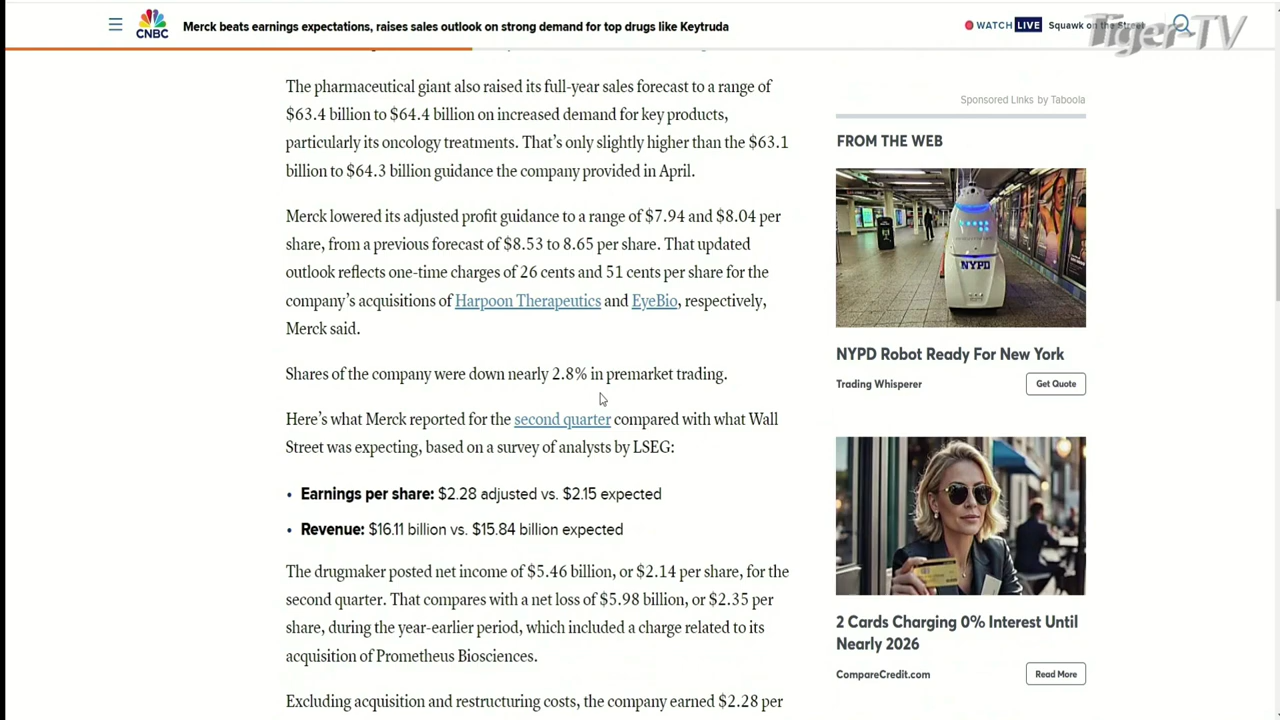 CNBC
Merck beats earnings expectations, raises sales outlook on strong demand for top drugs like Keytruda
WATCH LIVE Squawk on the Street
Tiger-TV
The pharmaceutical giant also raised its full-year sales forecast to a range of
$63.4 billion to $64.4 billion on increased demand for key products,
particularly its oncology treatments. That's only slightly higher than the $63.1
billion to $64.3 billion guidance the company provided in April.
Merck lowered its adjusted profit guidance to a range of $7.94 and $8.04 per
share, from a previous forecast of $8.53 to 8.65 per share. That updated
outlook reflects one-time charges of 26 cents and 51 cents per share for the
company's acquisitions of Harpoon Therapeutics and EyeBio, respectively,
Merck said.
Shares of the company were down nearly 2.8% in premarket trading.
Here's what Merck reported for the second quarter compared with what Wall
Street was expecting, based on a survey of analysts by LSEG:
• Earnings per share: $2.28 adjusted vs. $2.15 expected
• Revenue: $16.11 billion vs. $15.84 billion expected
The drugmaker posted net income of $5.46 billion, or $2.14 per share, for the
second quarter. That compares with a net loss of $5.98 billion, or $2.35 per
share, during the year-earlier period, which included a charge related to its
acquisition of Prometheus Biosciences.
Excluding acquisition and restructuring costs, the company earned $2.28 per
Sponsored Links by Taboola
FROM THE WEB
NYPD
NYPD Robot Ready For New York
Trading Whisperer
Get Quote
2 Cards Charging 0% Interest Until
Nearly 2026
CompareCredit.com
Read More